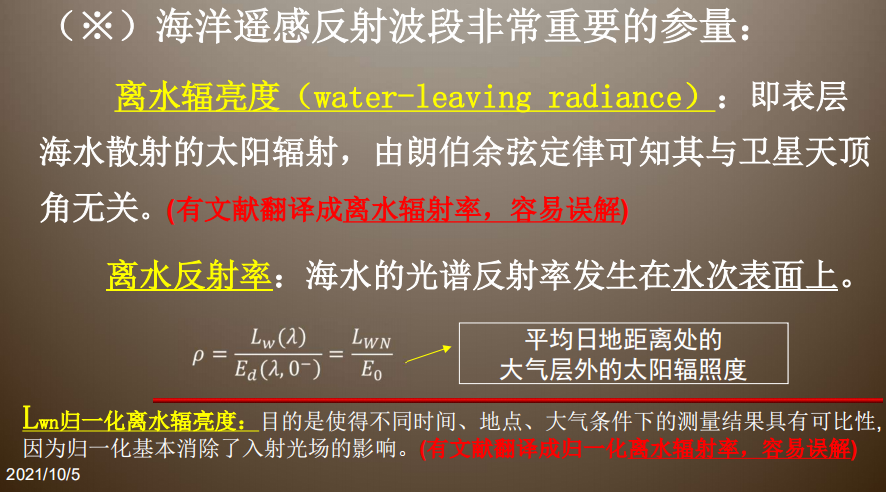 （※）海洋遥感反射波段非常重要的参量：
离水辐亮度（water-leaving radiance）：即表层
海水散射的太阳辐射，由朗伯余弦定律可知其与卫星天顶
角无关。(有文献翻译成离水辐射率，容易误解)
离水反射率：海水的光谱反射率发生在水次表面上。
ρ = L_w(λ) / E_d(λ, 0⁻) = L_WN / E_0
平均日地距离处的
大气层外的太阳辐照度
Lwn归一化离水辐亮度：目的是使得不同时间、地点、大气条件下的测量结果具有可比性,
因为归一化基本消除了入射光场的影响。(有文献翻译成归一化离水辐射率，容易误解)
2021/10/5